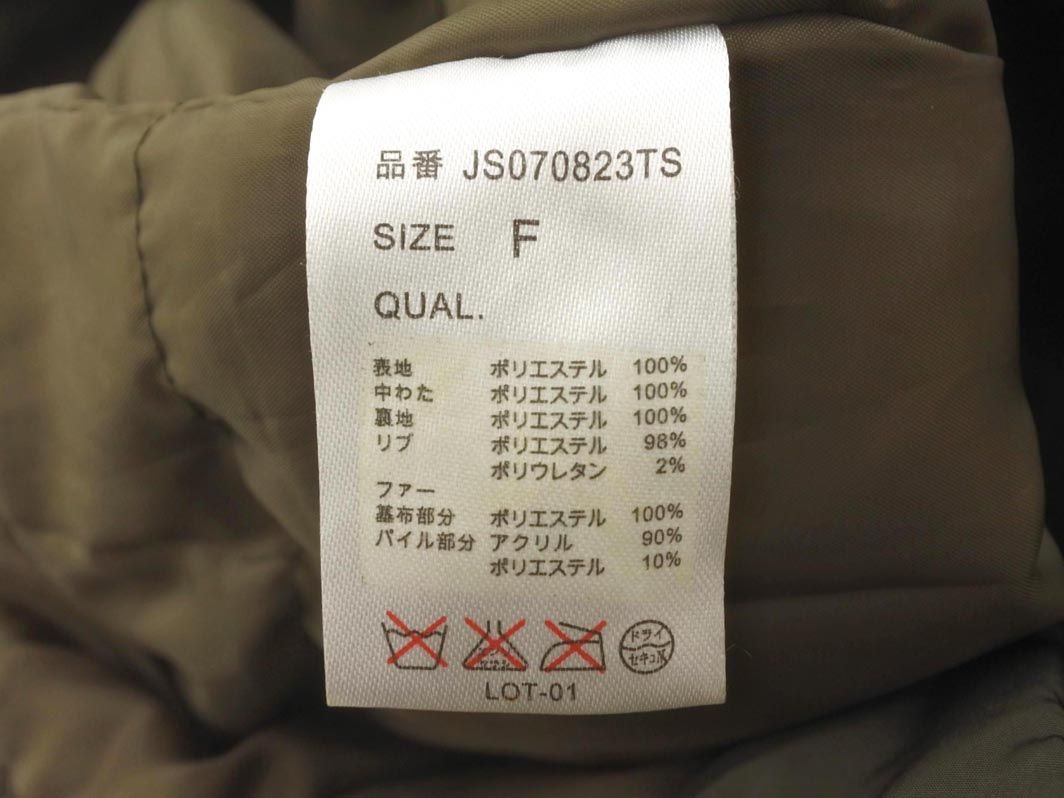 品番 JS070823TS
SIZE F
QUAL.
表地 ポリエステル 100%
中わた ポリエステル 100%
裏地 ポリエステル 100%
リブ ポリエステル 98%
ポリウレタン 2%
ファー
基布部分 ポリエステル 100%
パイル部分 アクリル 90%
ポリエステル 10%
ドライ
セキユ系
LOT-01